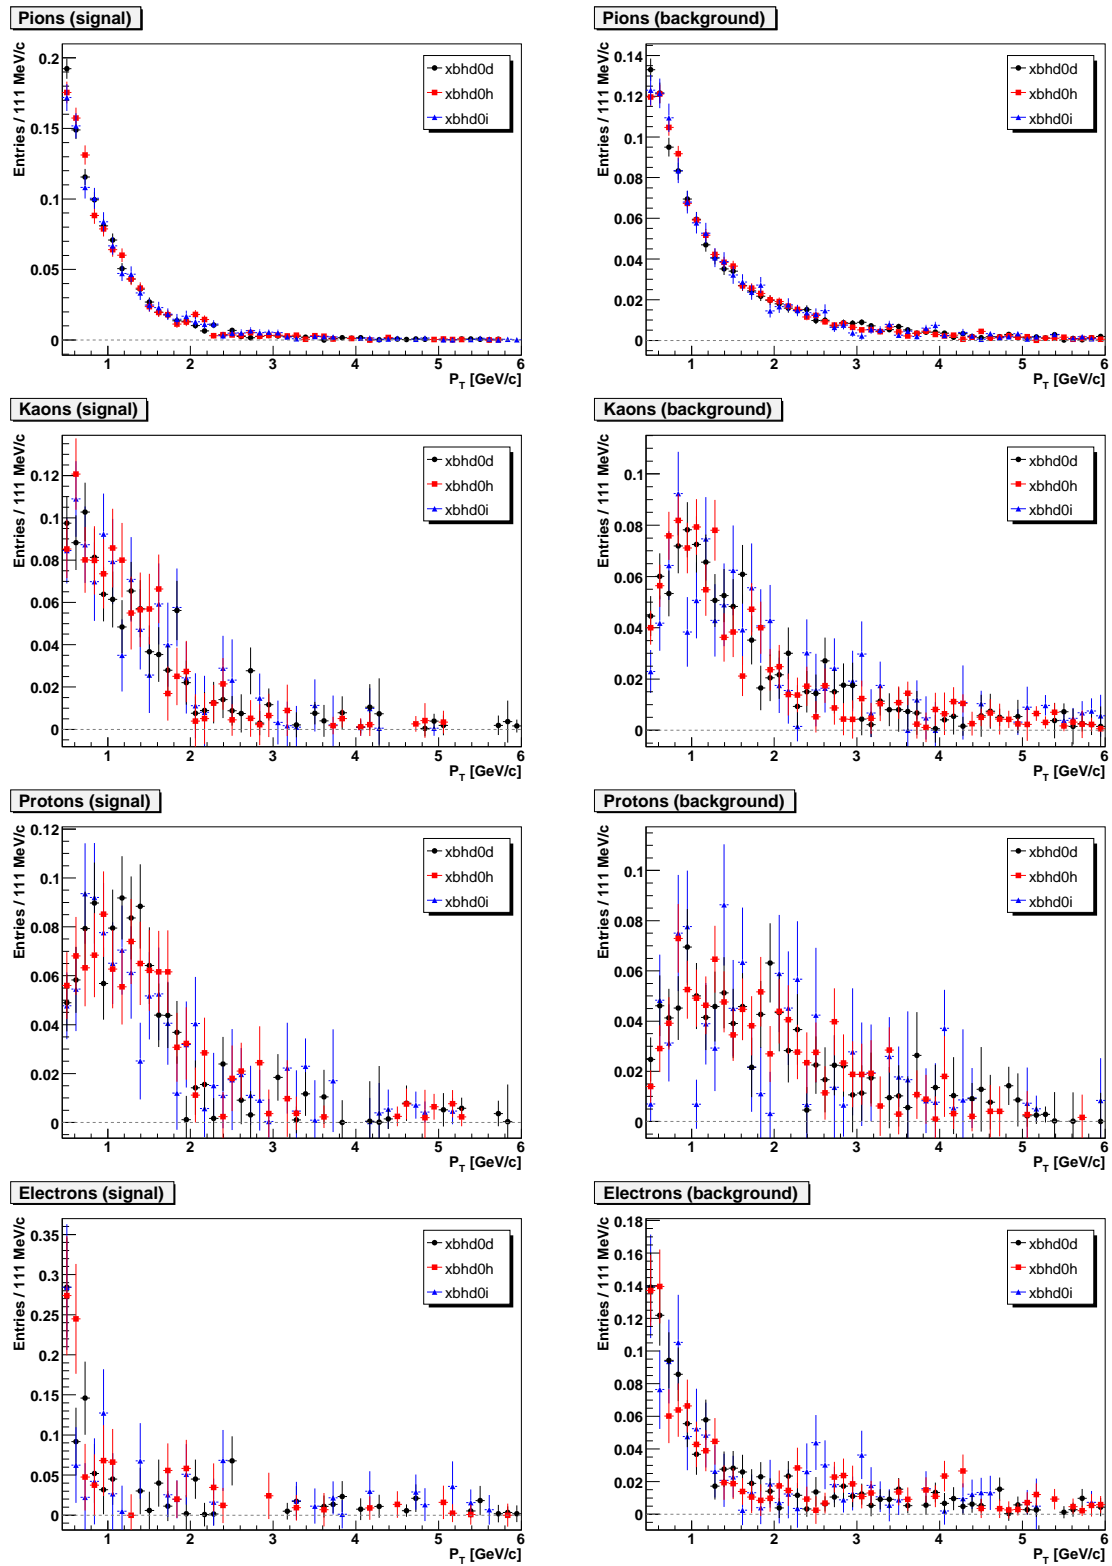 Pions (signal)
Entries / 111 MeV/c
0.2
0.15
0.1
0.05
0
xbhd0d
xbhd0h
xbhd0i
1 2 3 4 5 6
P_T [GeV/c]
Pions (background)
Entries / 111 MeV/c
0.14
0.12
0.1
0.08
0.06
0.04
0.02
0
xbhd0d
xbhd0h
xbhd0i
1 2 3 4 5 6
P_T [GeV/c]
Kaons (signal)
Entries / 111 MeV/c
0.12
0.1
0.08
0.06
0.04
0.02
0
xbhd0d
xbhd0h
xbhd0i
1 2 3 4 5 6
P_T [GeV/c]
Kaons (background)
Entries / 111 MeV/c
0.1
0.08
0.06
0.04
0.02
0
xbhd0d
xbhd0h
xbhd0i
1 2 3 4 5 6
P_T [GeV/c]
Protons (signal)
Entries / 111 MeV/c
0.12
0.1
0.08
0.06
0.04
0.02
0
xbhd0d
xbhd0h
xbhd0i
1 2 3 4 5 6
P_T [GeV/c]
Protons (background)
Entries / 111 MeV/c
0.1
0.08
0.06
0.04
0.02
0
xbhd0d
xbhd0h
xbhd0i
1 2 3 4 5 6
P_T [GeV/c]
Electrons (signal)
Entries / 111 MeV/c
0.35
0.3
0.25
0.2
0.15
0.1
0.05
0
xbhd0d
xbhd0h
xbhd0i
1 2 3 4 5 6
P_T [GeV/c]
Electrons (background)
Entries / 111 MeV/c
0.18
0.16
0.14
0.12
0.1
0.08
0.06
0.04
0.02
0
xbhd0d
xbhd0h
xbhd0i
1 2 3 4 5 6
P_T [GeV/c]